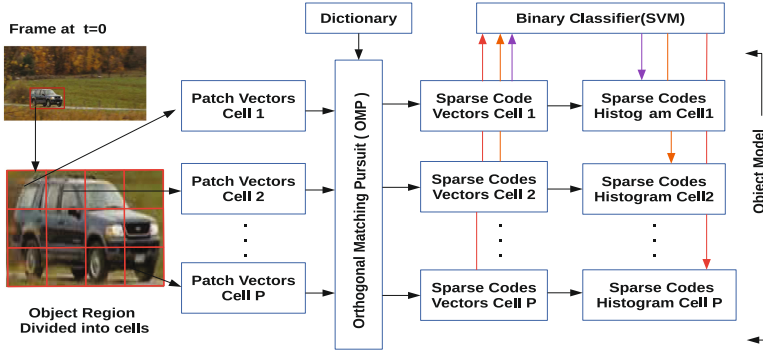 Frame at t=0
Dictionary
Binary Classifier(SVM)
Patch Vectors
Cell 1
Sparse Code
Vectors Cell 1
Sparse Codes
Histog am Cell1
Patch Vectors
Cell 2
Sparse Codes
Vectors Cell 2
Sparse Codes
Histogram Cell2
Patch Vectors
Cell P
Sparse Codes
Vectors Cell P
Sparse Codes
Histogram Cell P
Orthogonal Matching Pursuit ( OMP)
Object Model
Object Region
Divided into cells